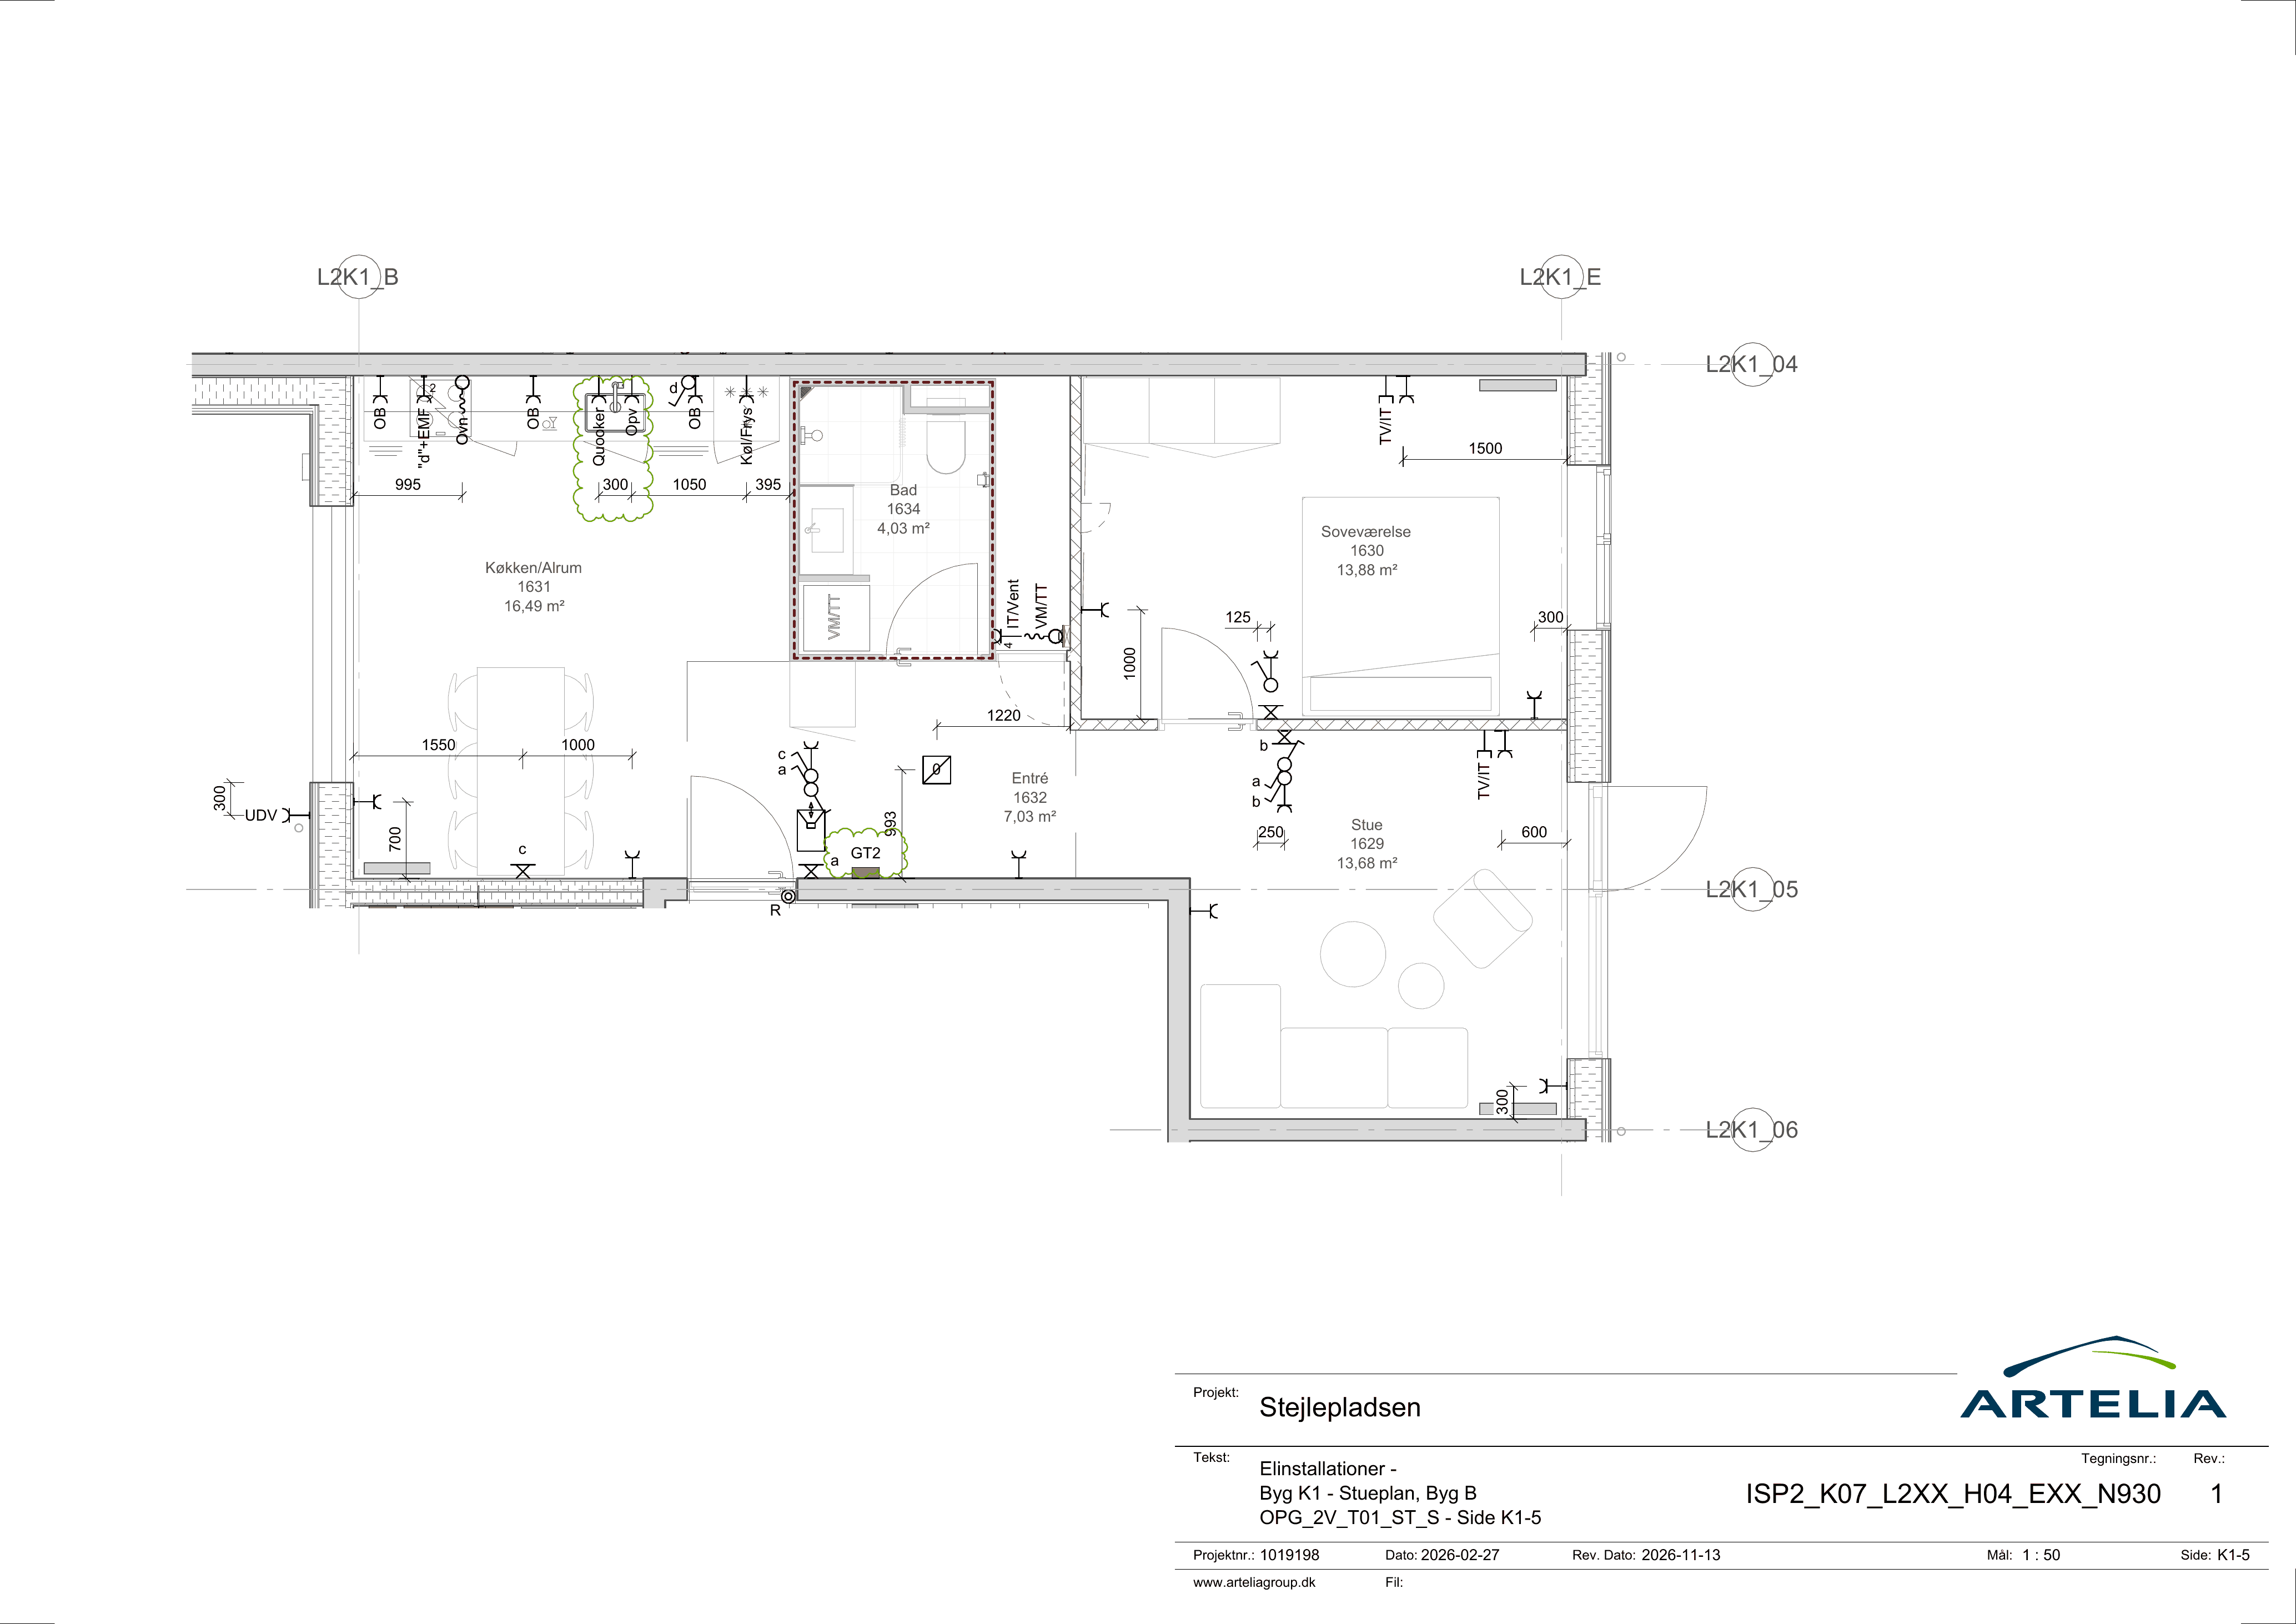 L2K1_B
L2K1_E
L2K1_04
OB
"d"+EMF
2
Ovn
OB
Quooker
Opv
d
OB
Køl/Frys
TV/IT
1500
995
300
1050
395
Bad
1634
4,03 m²
Soveværelse
1630
13,88 m²
Køkken/Alrum
1631
16,49 m²
VM/TT
IT/Vent
VM/TT
4
125
300
1000
1220
1550
1000
c
a
b
0
Entré
1632
7,03 m²
a
b
TV/IT
300
UDV
700
993
250
Stue
1629
13,68 m²
600
c
GT2
a
R
L2K1_05
300
L2K1_06
Projekt:
Stejlepladsen
ARTELIA
Tekst:
Elinstallationer -
Byg K1 - Stueplan, Byg B
OPG_2V_T01_ST_S - Side K1-5
Tegningsnr.:
Rev.:
ISP2_K07_L2XX_H04_EXX_N930
1
Projektnr.: 1019198
Dato: 2026-02-27
Rev. Dato: 2026-11-13
Mål: 1 : 50
Side: K1-5
www.arteliagroup.dk
Fil: